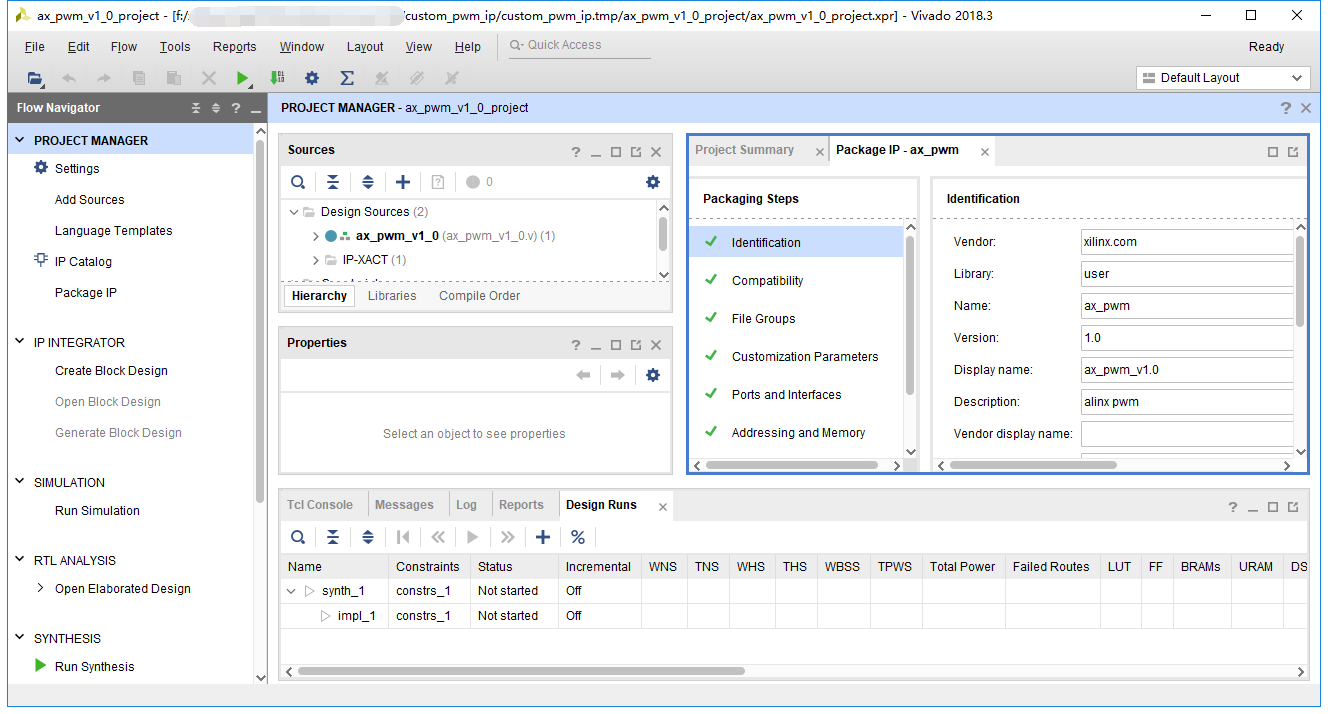 ax_pwm_v1_0_project - [f:/ /custom_pwm_ip/custom_pwm_ip.tmp/ax_pwm_v1_0_project/ax_pwm_v1_0_project.xpr] - Vivado 2018.3
File Edit Flow Tools Reports Window Layout View Help Quick Access Ready
Default Layout
Flow Navigator
PROJECT MANAGER
Settings
Add Sources
Language Templates
IP Catalog
Package IP
IP INTEGRATOR
Create Block Design
Open Block Design
Generate Block Design
SIMULATION
Run Simulation
RTL ANALYSIS
Open Elaborated Design
SYNTHESIS
Run Synthesis
PROJECT MANAGER - ax_pwm_v1_0_project
Sources
0
Design Sources (2)
ax_pwm_v1_0 (ax_pwm_v1_0.v) (1)
IP-XACT (1)
Hierarchy Libraries Compile Order
Properties
Select an object to see properties
Project Summary Package IP - ax_pwm
Packaging Steps
Identification
Compatibility
File Groups
Customization Parameters
Ports and Interfaces
Addressing and Memory
Identification
Vendor: xilinx.com
Library: user
Name: ax_pwm
Version: 1.0
Display name: ax_pwm_v1.0
Description: alinx pwm
Vendor display name:
Tcl Console Messages Log Reports Design Runs
Name Constraints Status Incremental WNS TNS WHS THS WBSS TPWS Total Power Failed Routes LUT FF BRAMs URAM DS
synth_1 constrs_1 Not started Off
impl_1 constrs_1 Not started Off